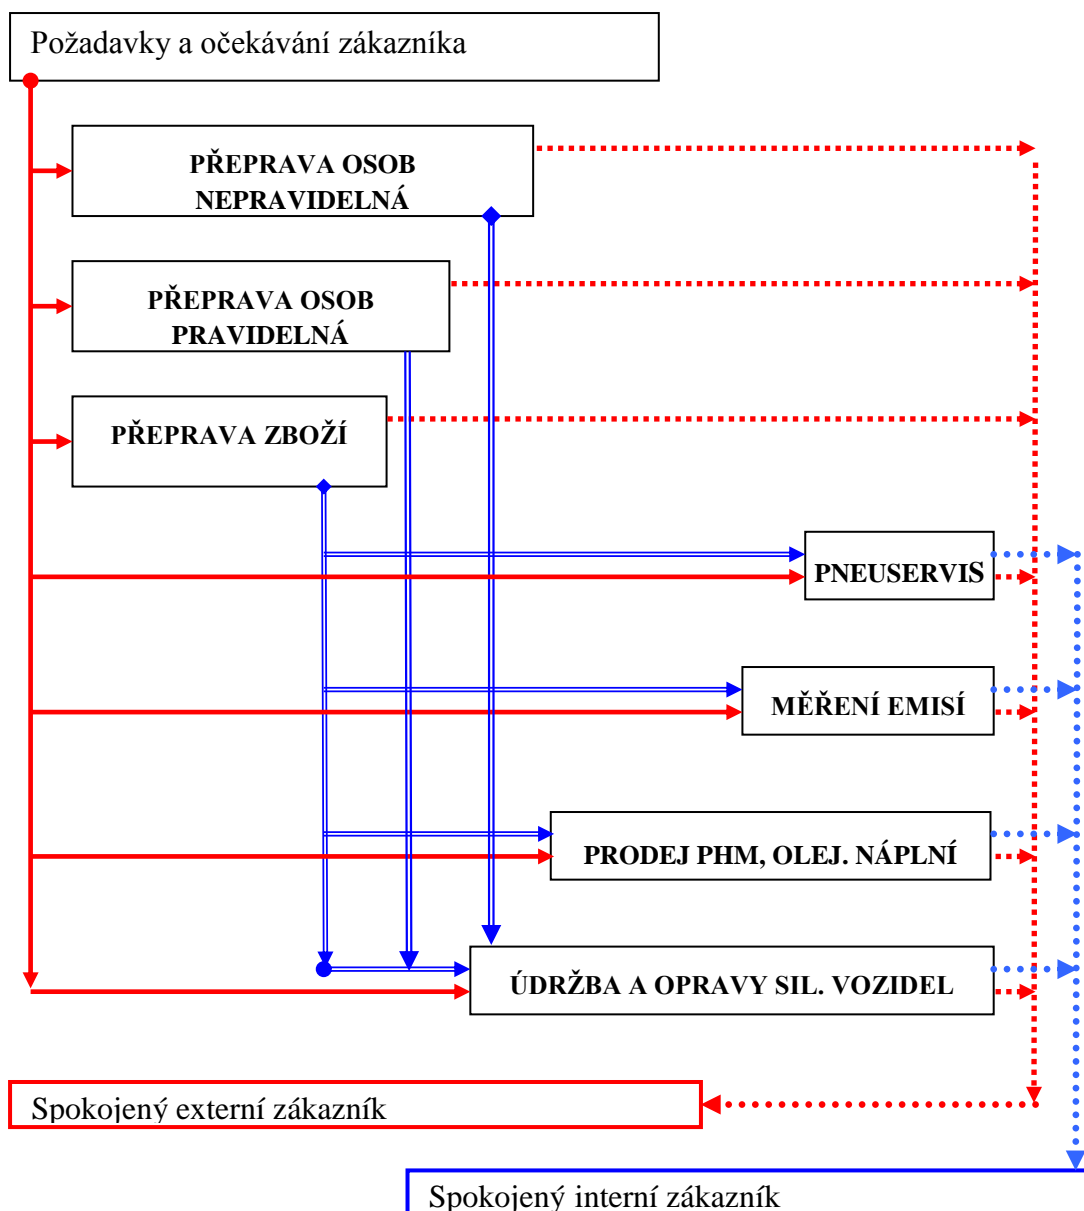 Požadavky a očekávání zákazníka
PŘEPRAVA OSOB
NEPRAVIDELNÁ
PŘEPRAVA OSOB
PRAVIDELNÁ
PŘEPRAVA ZBOŽÍ
PNEUSERVIS
MĚŘENÍ EMISÍ
PRODEJ PHM, OLEJ. NÁPLNÍ
ÚDRŽBA A OPRAVY SIL. VOZIDEL
Spokojený externí zákazník
Spokojený interní zákazník